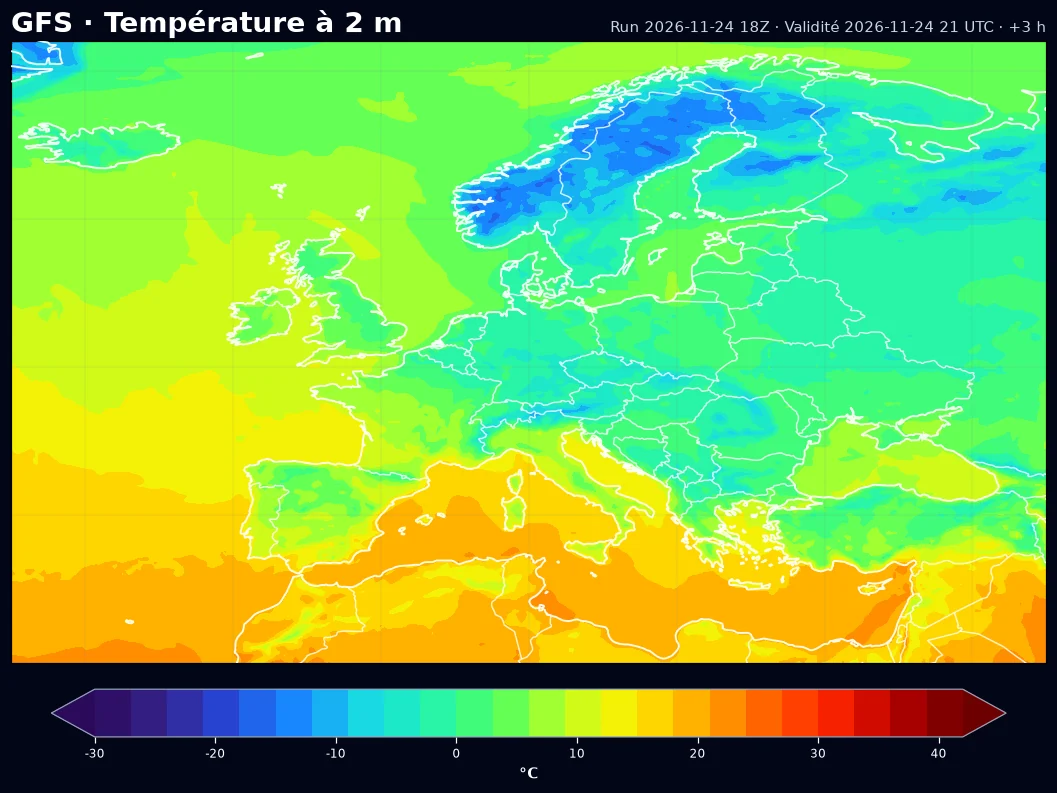 GFS · Température à 2 m
Run 2026-11-24 18Z · Validité 2026-11-24 21 UTC · +3 h
-30 -20 -10 0 10 20 30 40
°C